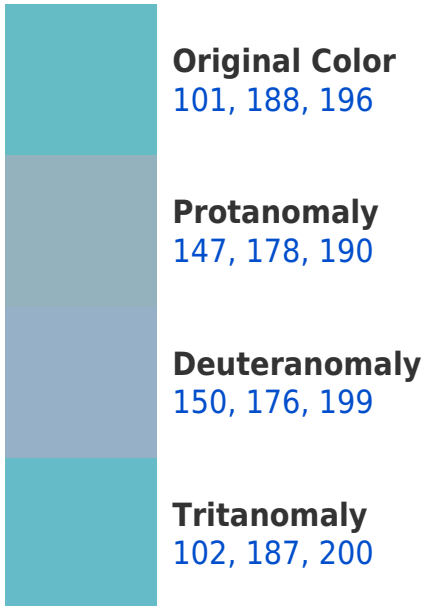 Original Color
101, 188, 196
Protanomaly
147, 178, 190
Deuteranomaly
150, 176, 199
Tritanomaly
102, 187, 200